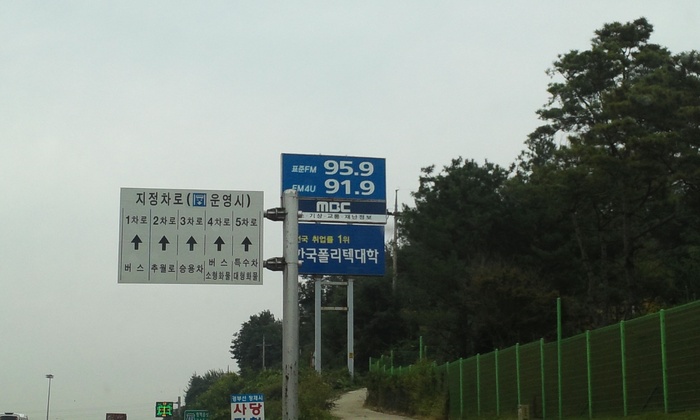 지정차로( 운영시)
1차로 2차로 3차로 4차로 5차로
버스 추월로 승용차 버스 특수차
소형화물 대형화물
표준FM 95.9
FM4U 91.9
MBC
기상·교통·재난정보
취업률 1위
한국폴리텍대학
사당